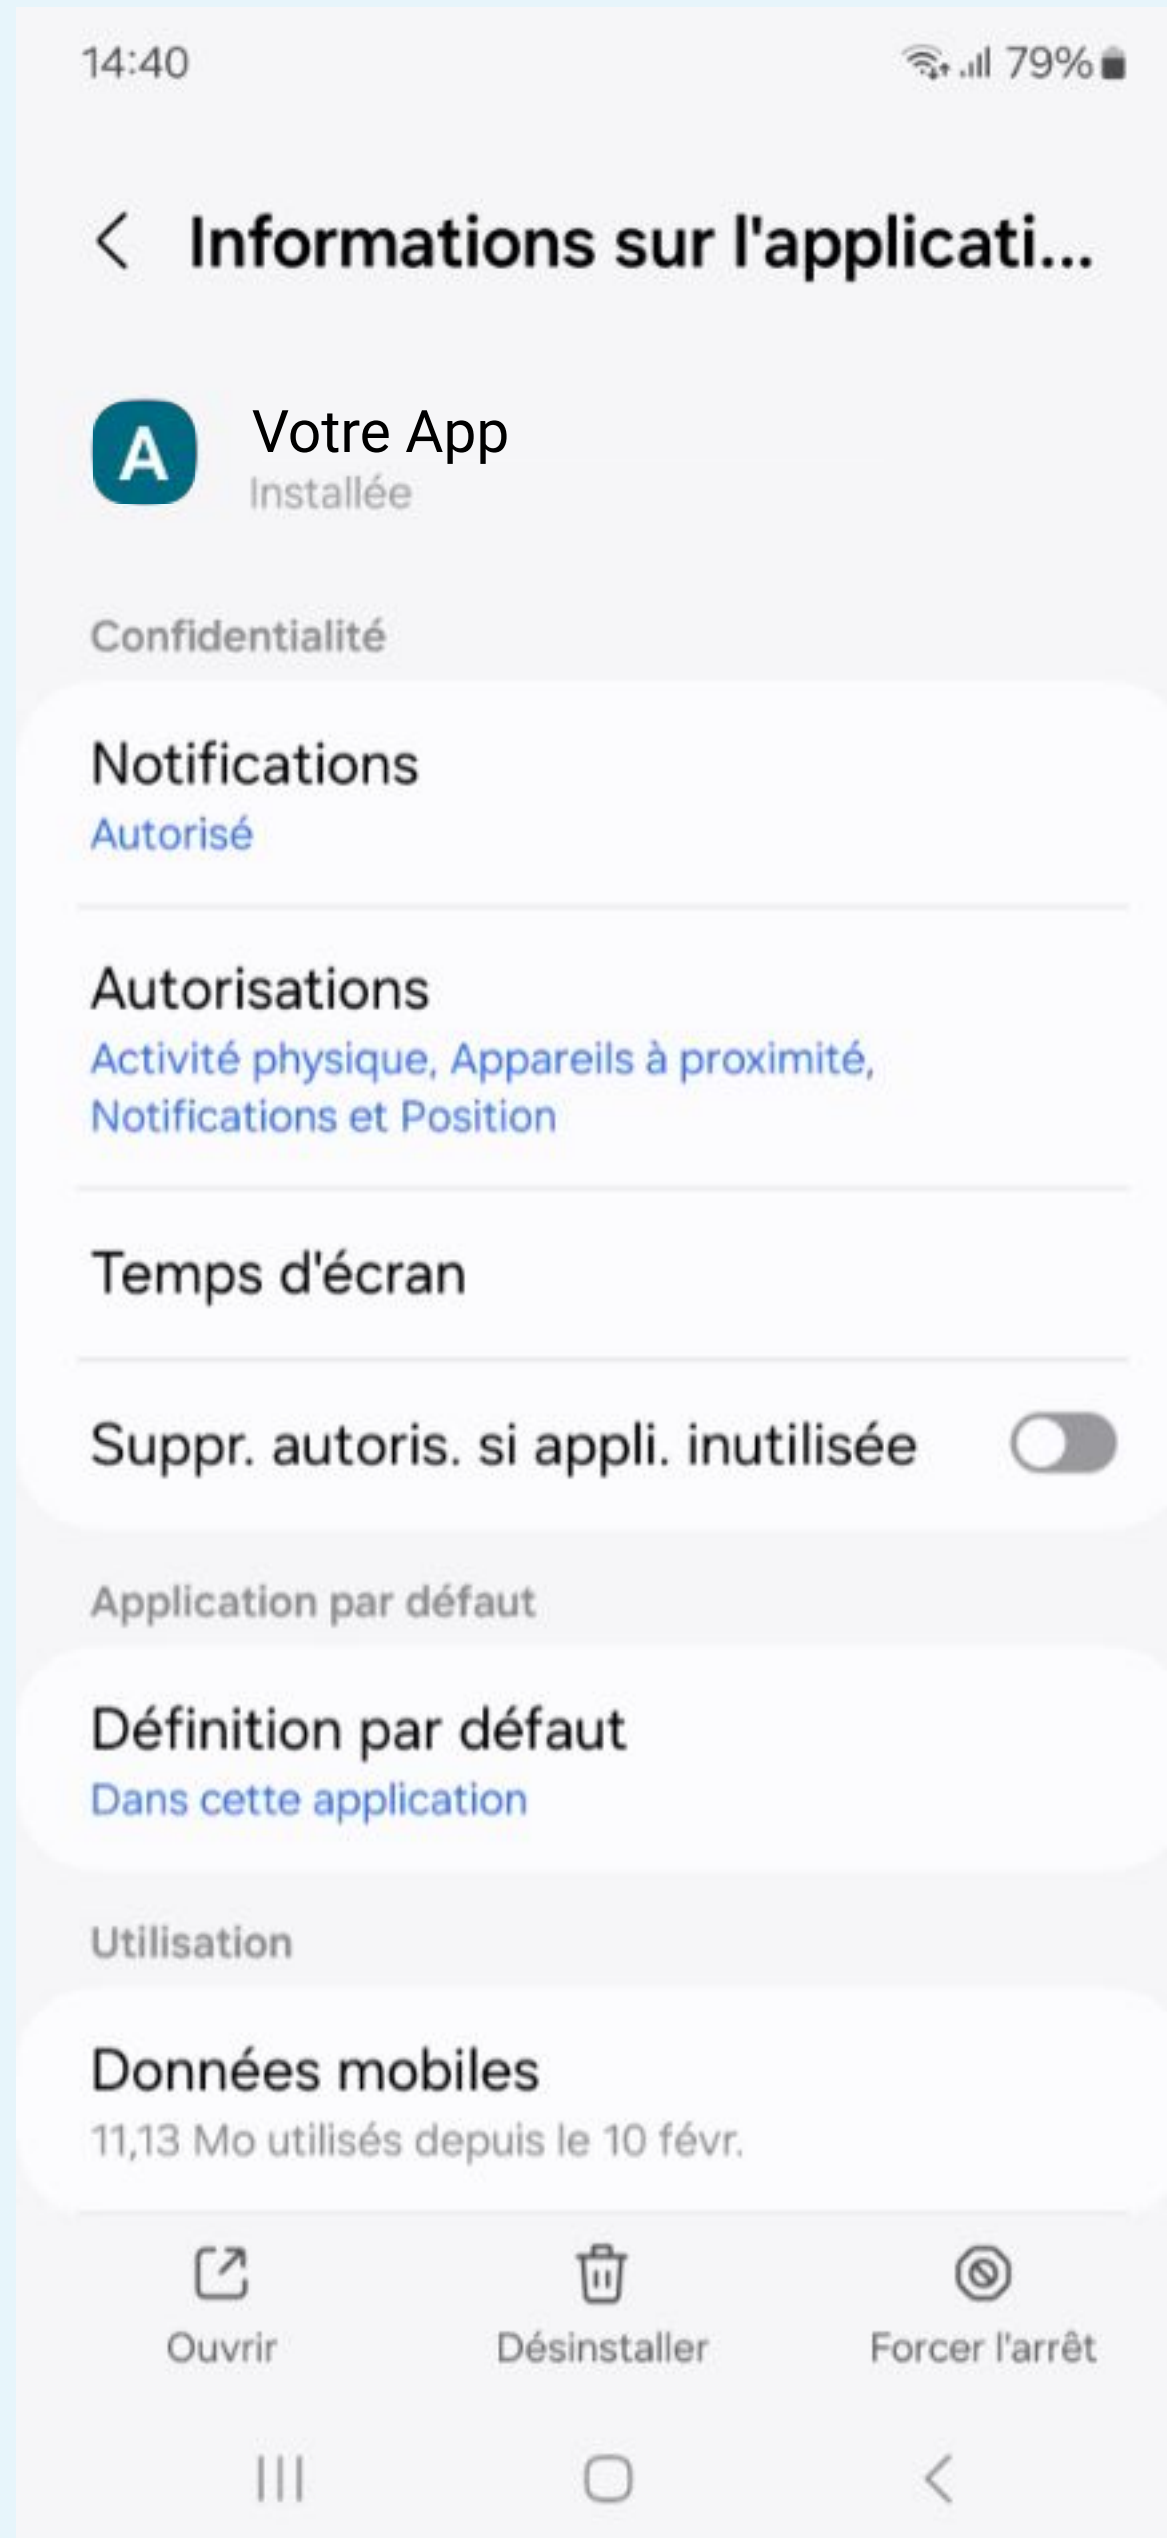 14:40
79%
Informations sur l'applicati...
A
Votre App
Installée
Confidentialité
Notifications
Autorisé
Autorisations
Activité physique, Appareils à proximité,
Notifications et Position
Temps d'écran
Suppr. autoris. si appli. inutilisée
Application par défaut
Définition par défaut
Dans cette application
Utilisation
Données mobiles
11,13 Mo utilisés depuis le 10 févr.
Ouvrir
Désinstaller
Forcer l'arrêt